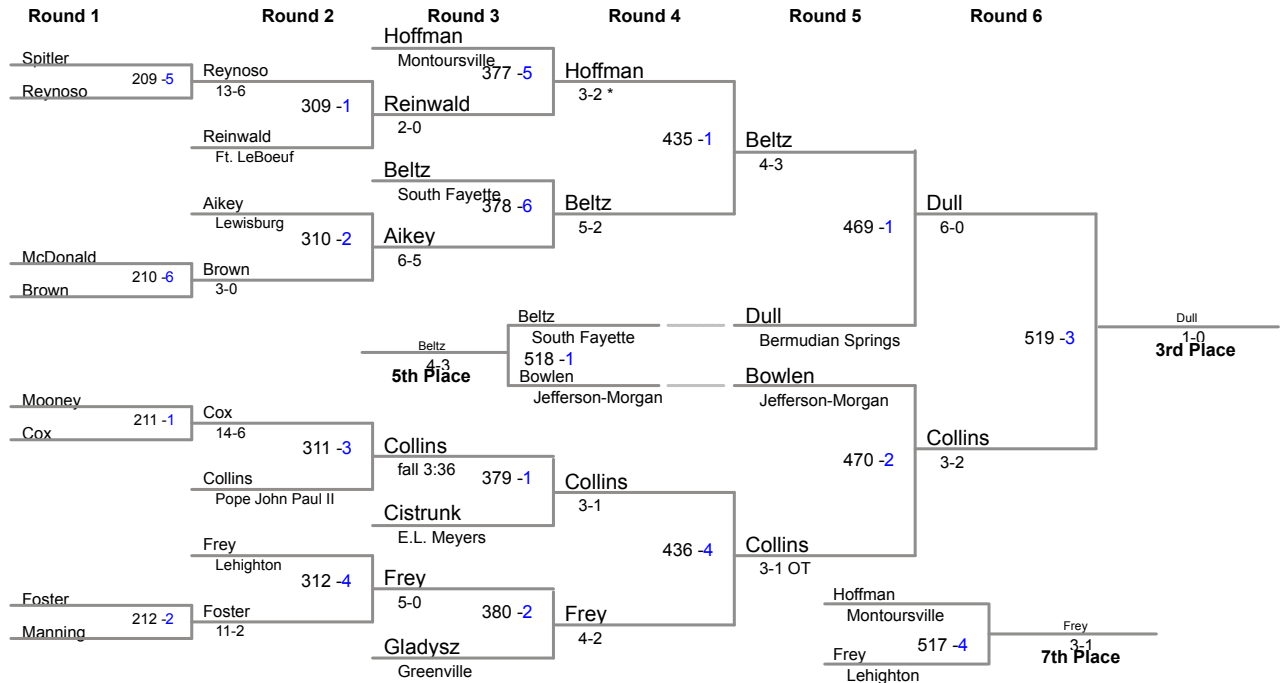 Round 1 Round 2 Round 3 Round 4 Round 5 Round 6
Hoffman
Montoursville
377 -5
Spitler
209 -5
Reynoso
Reynoso
13-6
309 -1
Reinwald
Ft. LeBoeuf
Reinwald
2-0
Hoffman
3-2 *
435 -1
Beltz
South Fayette
378 -6
Aikey
Lewisburg
310 -2
McDonald
210 -6
Brown
Brown
3-0
Aikey
6-5
Beltz
5-2
Beltz
4-3
469 -1
Dull
Bermudian Springs
Dull
6-0
519 -3
Dull
1-0
3rd Place
Beltz
South Fayette
518 -1
Bowlen
Jefferson-Morgan
Beltz
4-3
5th Place
Bowlen
Jefferson-Morgan
470 -2
Collins
3-2
Mooney
211 -1
Cox
Cox
14-6
311 -3
Collins
Pope John Paul II
Collins
fall 3:36
379 -1
Cistrunk
E.L. Meyers
Collins
3-1
436 -4
Collins
3-1 OT
Frey
Lehighton
312 -4
Foster
212 -2
Manning
Foster
11-2
Frey
5-0
380 -2
Gladysz
Greenville
Frey
4-2
Hoffman
Montoursville
517 -4
Frey
Lehighton
Frey
3-1
7th Place